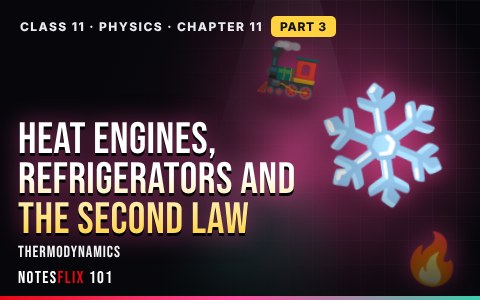 CLASS 11 · PHYSICS · CHAPTER 11 PART 3
HEAT ENGINES,
REFRIGERATORS AND
THE SECOND LAW
THERMODYNAMICS
NOTESFLIX 101